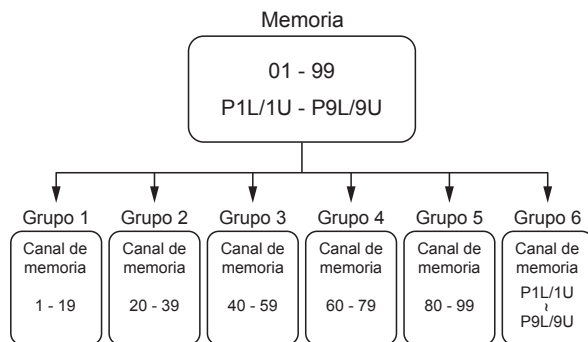 Memoria
01 - 99
P1L/1U - P9L/9U
Grupo 1
Canal de
memoria
1 - 19
Grupo 2
Canal de
memoria
20 - 39
Grupo 3
Canal de
memoria
40 - 59
Grupo 4
Canal de
memoria
60 - 79
Grupo 5
Canal de
memoria
80 - 99
Grupo 6
Canal de
memoria
P1L/1U
~
P9L/9U